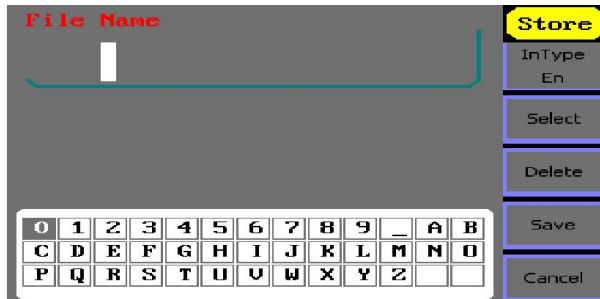 File Name
Store
InType
En
Select
Delete
Save
Cancel
0 1 2 3 4 5 6 7 8 9 _ A B
C D E F G H I J K L M N O
P Q R S T U V W X Y Z